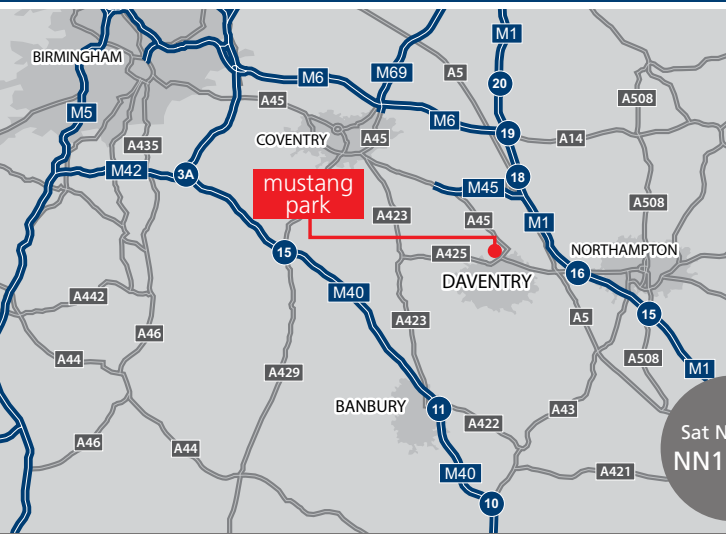 M1
BIRMINGHAM
M6
M69
A5
20
A508
M5
A45
M6
19
A14
A435
COVENTRY
A45
M42
3A
18
mustang
park
M45
A508
A423
A45
M1
15
A425
NORTHAMPTON
DAVENTRY
16
A442
M40
15
A46
A423
A5
A44
A508
A429
M1
BANBURY
11
A43
A422
Sat N
A46
A44
NN1
M40
A421
10